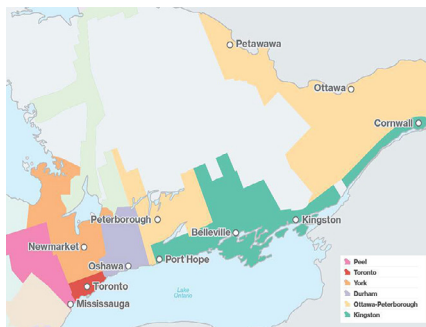 Petawawa
Ottawa
Cornwall
Peterborough
Kingston
Belleville
Newmarket
Oshawa
Port Hope
Toronto
Mississauga
Lake
Ontario
Peel
Toronto
York
Durham
Ottawa-Peterborough
Kingston